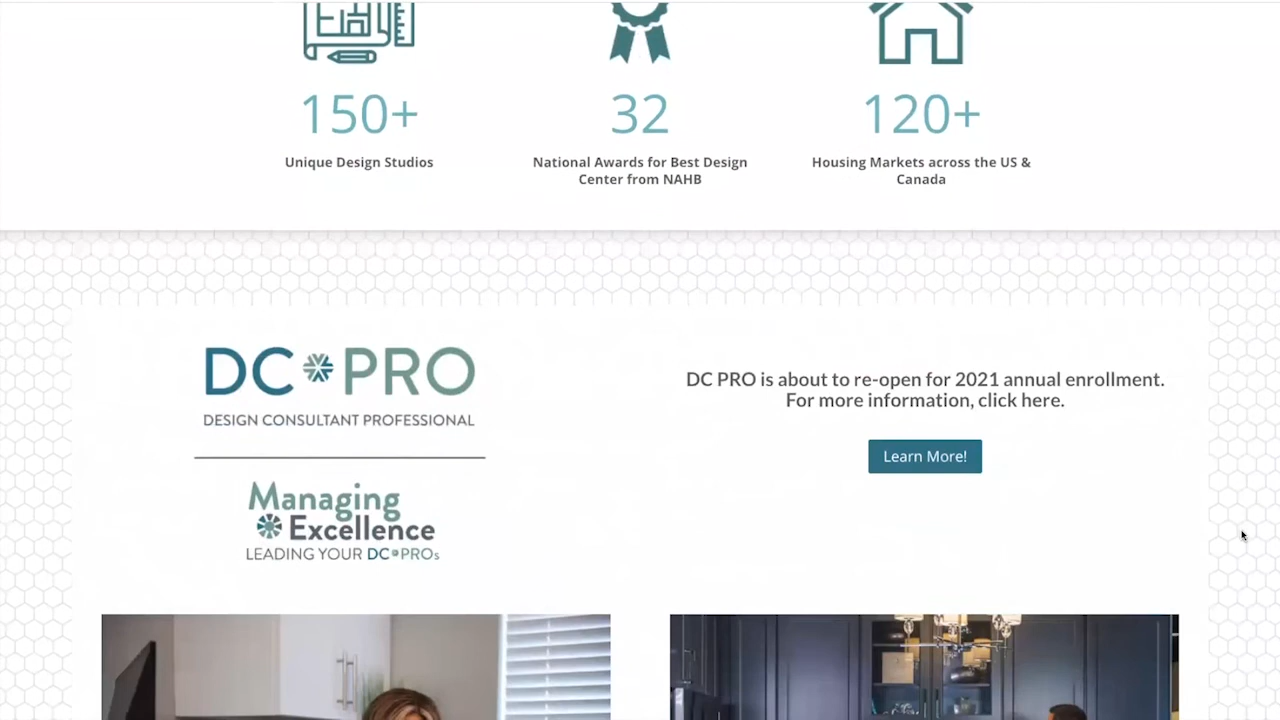 150+
32
120+
Unique Design Studios
National Awards for Best Design
Center from NAHB
Housing Markets across the US &
Canada
DC PRO
DESIGN CONSULTANT PROFESSIONAL
Managing
Excellence
LEADING YOUR DC PROs
DC PRO is about to re-open for 2021 annual enrollment.
For more information, click here.
Learn More!